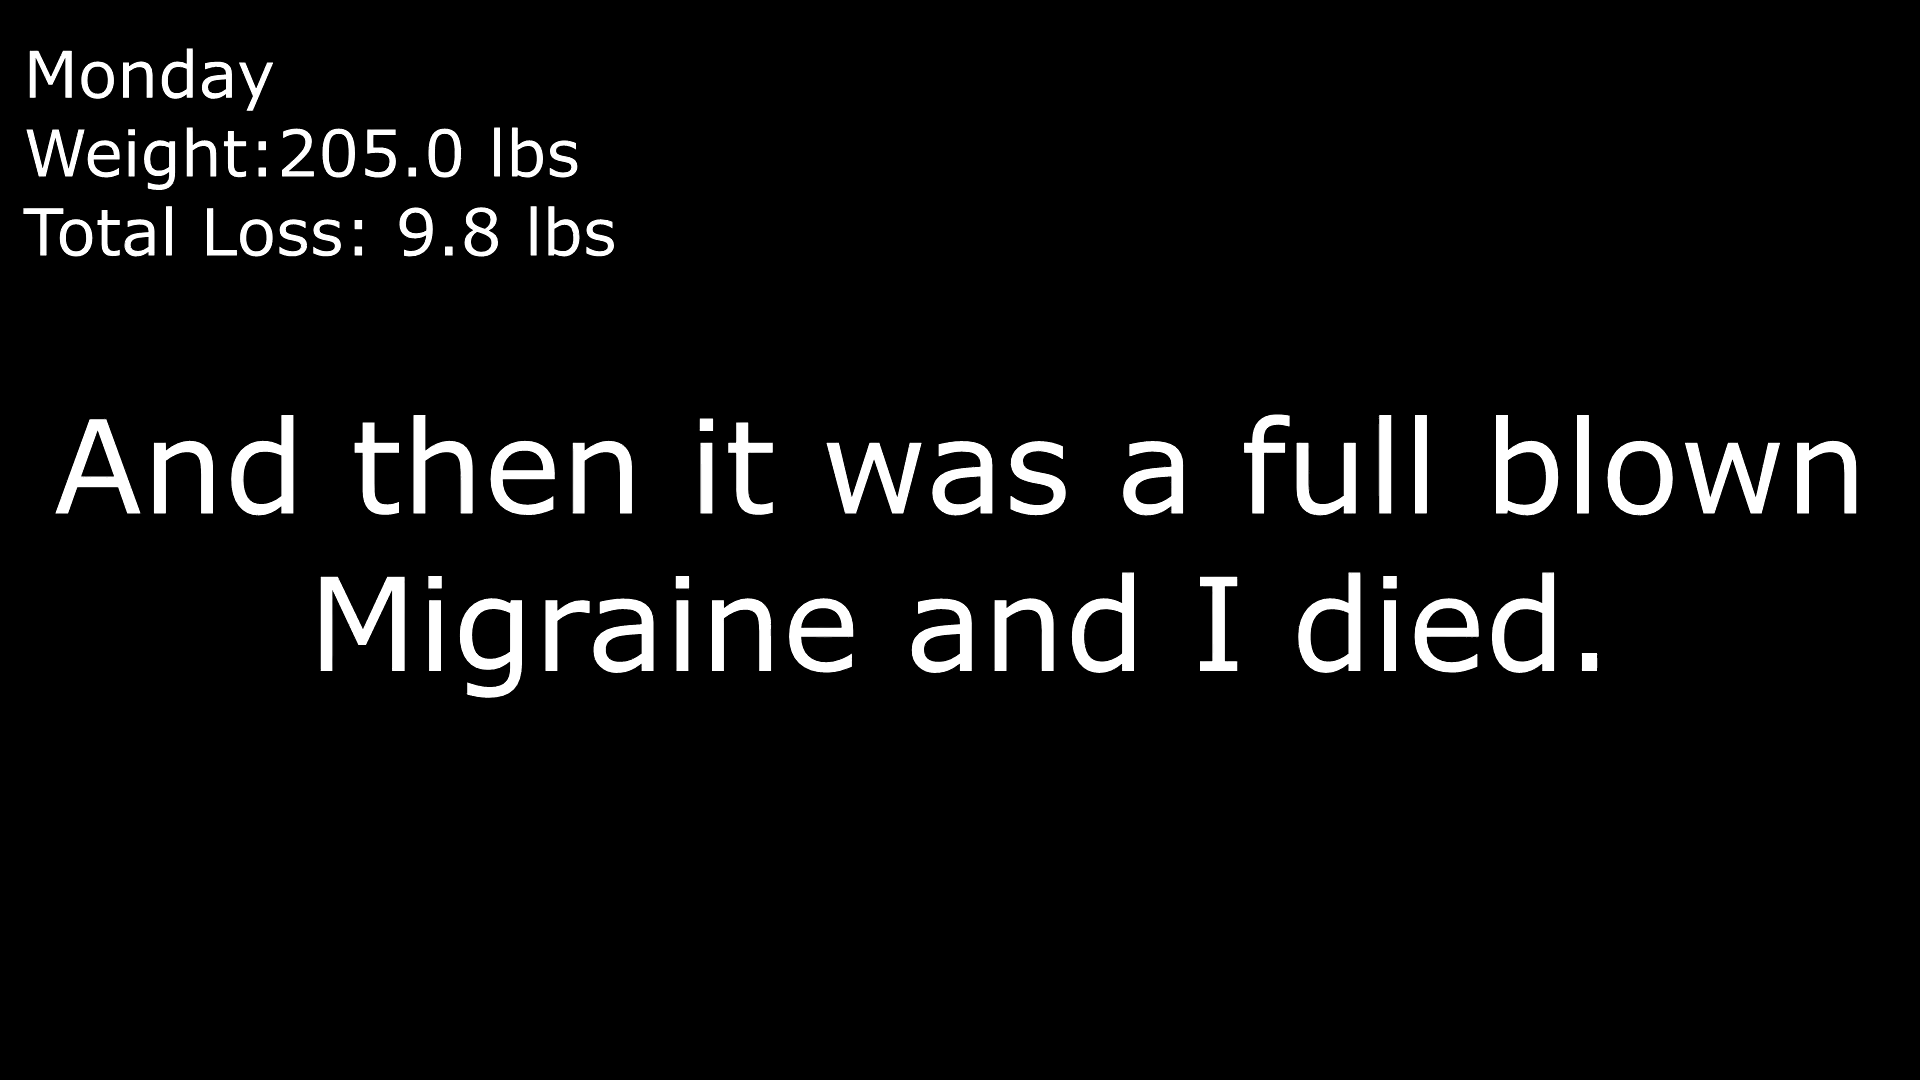 Monday
Weight:205.0 lbs
Total Loss: 9.8 lbs
And then it was a full blown
Migraine and I died.